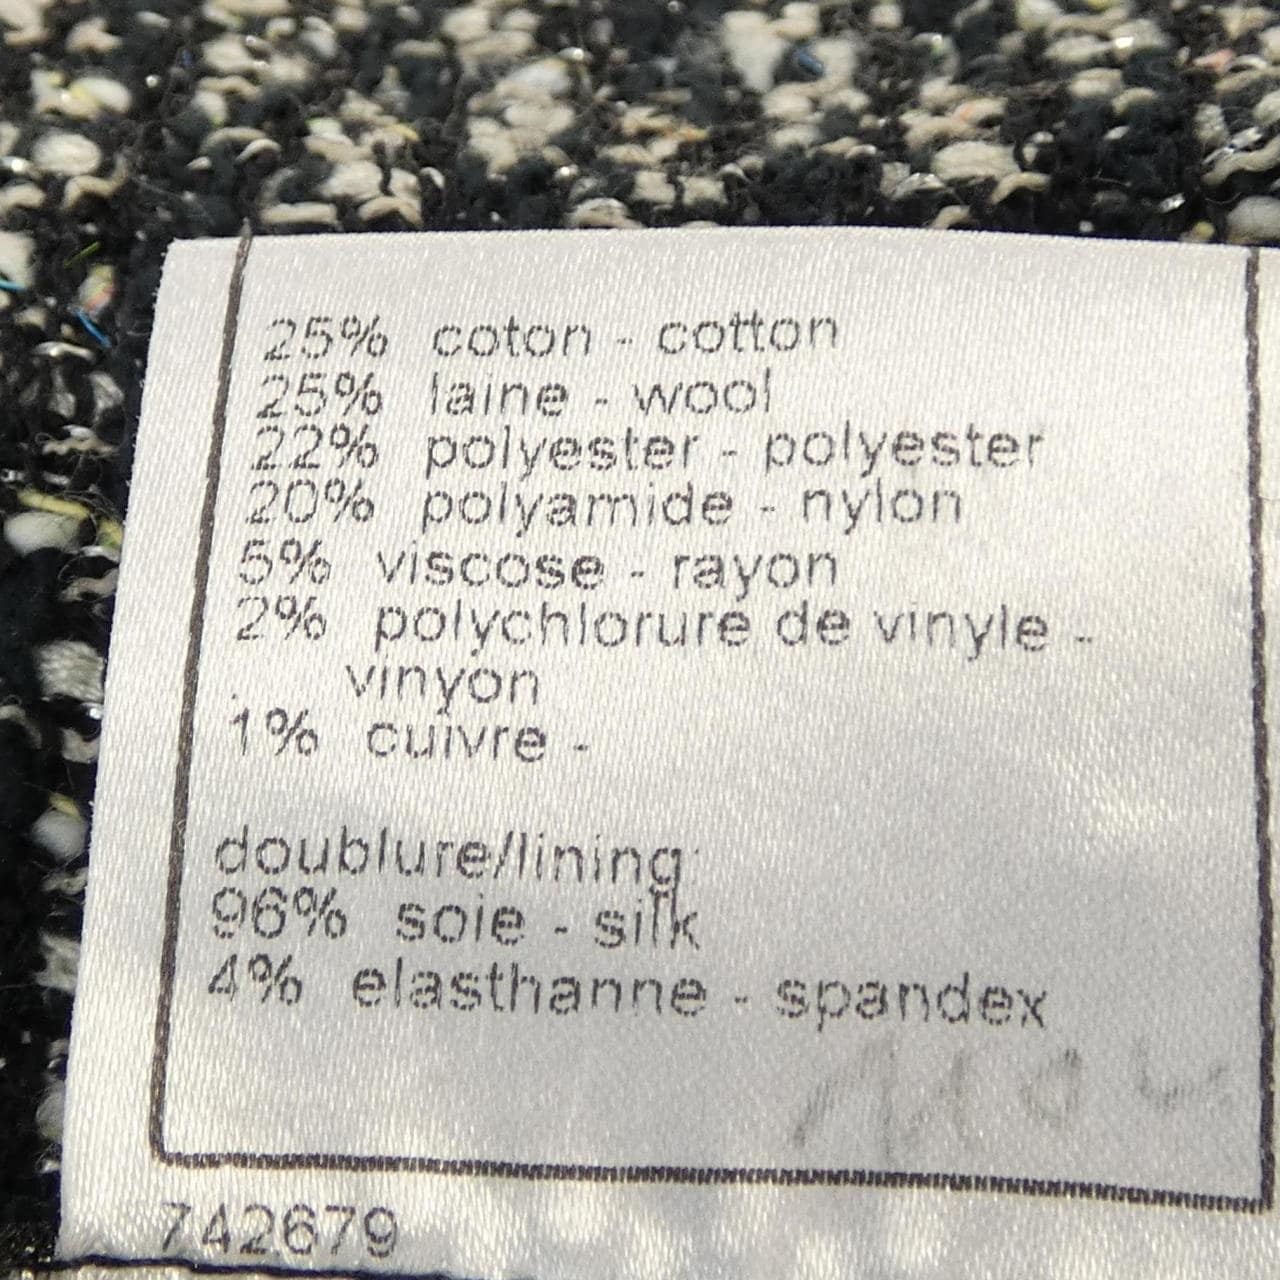 25% coton - cotton
25% laine - wool
22% polyester - polyester
20% polyamide - nylon
5% viscose - rayon
2% polychlorure de vinyle -
vinyon
1% cuivre -
doublure/lining:
96% soie - silk
4% elasthanne - spandex
742679